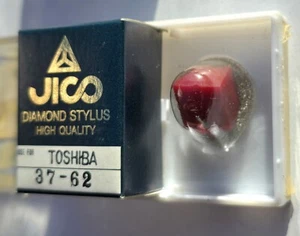 JICO
DIAMOND STYLUS
HIGH QUALITY
TOSHIBA
37-62